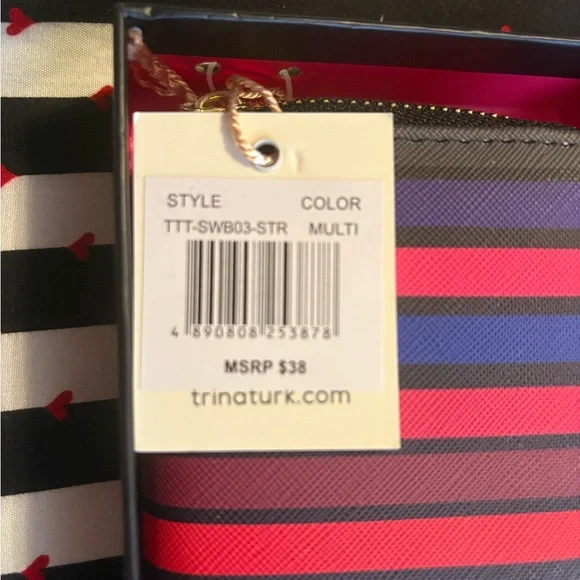 STYLE COLOR
TTT-SWB03-STR MULTI
4 890808 253878
MSRP $38
trinaturk.com